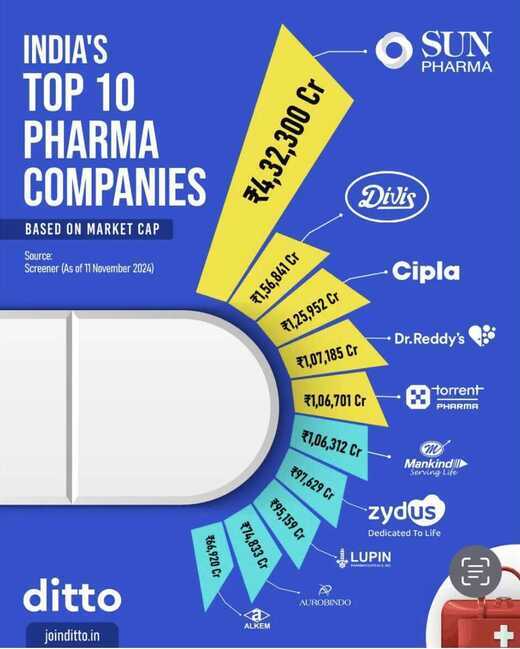 INDIA'S
TOP 10
PHARMA
COMPANIES
BASED ON MARKET CAP
Source:
Screener (As of 11 November 2024)
₹4,32,300 Cr
SUN
PHARMA
₹1,56,841 Cr
Divis
₹1,25,952 Cr
Cipla
₹1,07,185 Cr
Dr.Reddy's
₹1,06,701 Cr
torrent
PHARMA
₹1,06,312 Cr
m
Mankind
Serving Life
₹97,629 Cr
zydus
Dedicated To Life
₹95,159 Cr
LUPIN
PHARMACEUTICALS, INC
₹74,833 Cr
AUROBINDO
₹66,920 Cr
ALKEM
ditto
joinditto.in